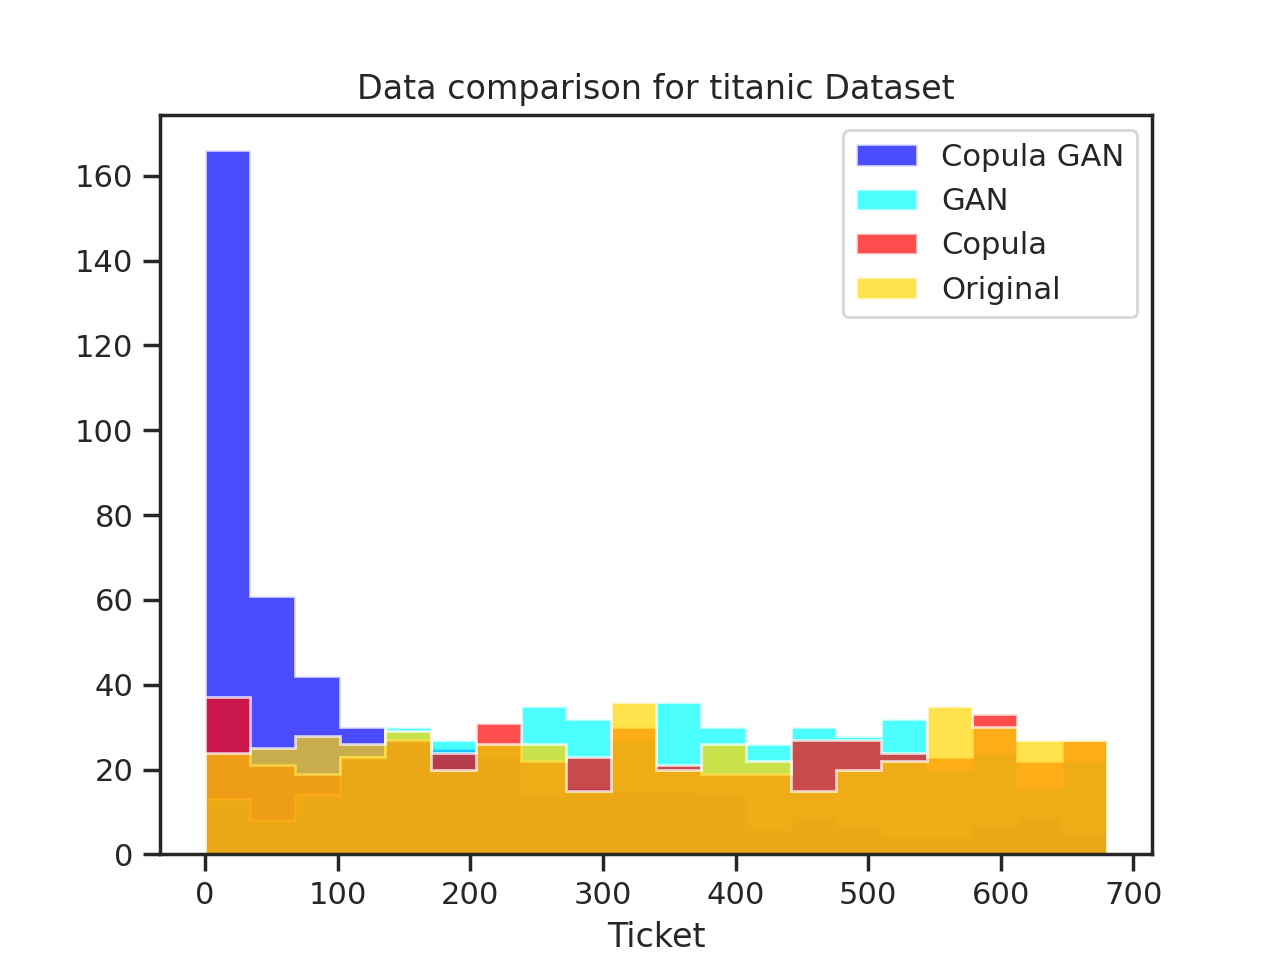 Data comparison for titanic Dataset
Copula GAN
GAN
Copula
Original
160
140
120
100
80
60
40
20
0
0 100 200 300 400 500 600 700
Ticket